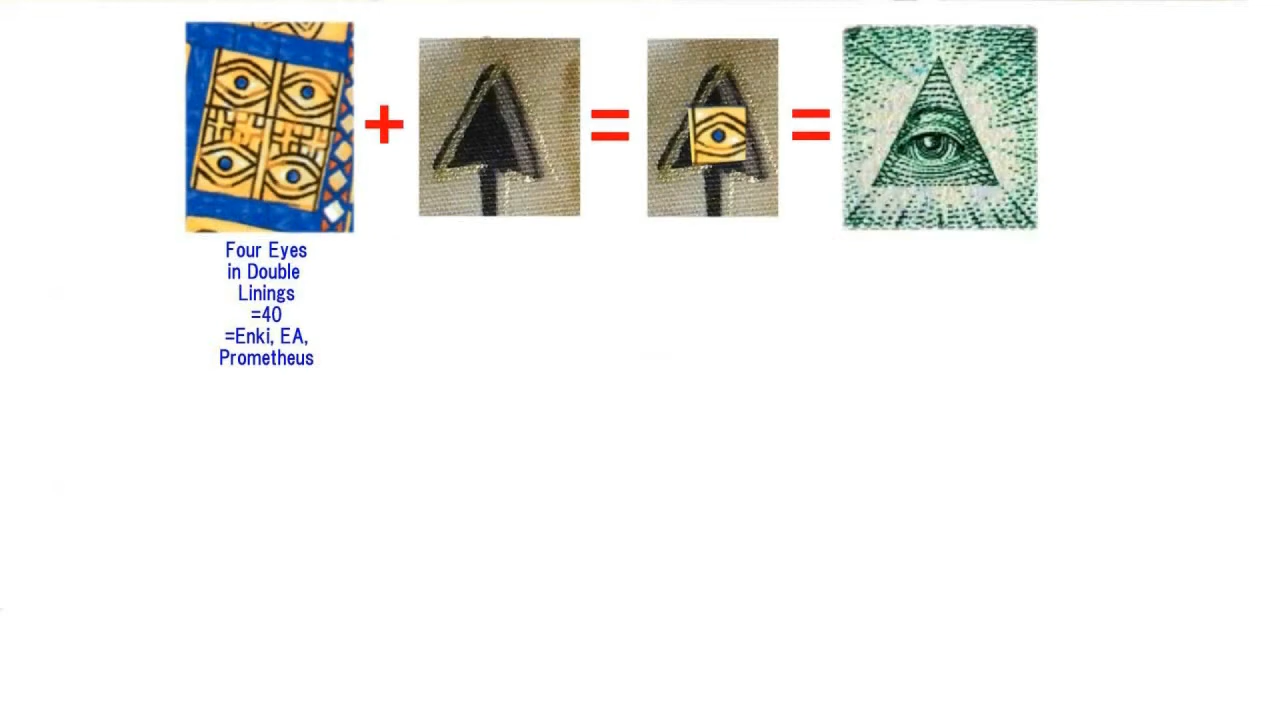 + = =
Four Eyes
in Double
Linings
=40
=Enki, EA,
Prometheus